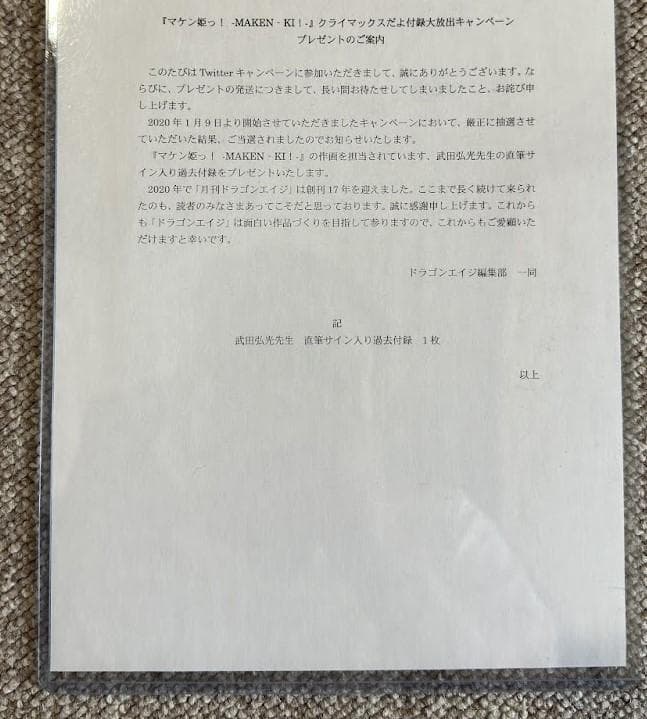 『マケン姫っ！ -MAKEN‐KI！-』クライマックスだよ付録大放出キャンペーン
プレゼントのご案内
このたびは Twitter キャンペーンに参加いただきまして、誠にありがとうございます。な
らびに、プレゼントの発送につきまして、長い間お待たせしてしまいましたこと、お詫び申
し上げます。
2020 年 1 月 9 日より開始させていただきましたキャンペーンにおいて、厳正に抽選させ
ていただいた結果、ご当選されましたのでお知らせいたします。
『マケン姫っ！ -MAKEN‐KI！-』の作画を担当されています、武田弘光先生の直筆サ
イン入り過去付録をプレゼントいたします。
2020 年で「月刊ドラゴンエイジ」は創刊 17 年を迎えました。ここまで長く続けて来られ
たのも、読者のみなさまあってこそだと思っております。誠に感謝申し上げます。これから
も「ドラゴンエイジ」は面白い作品づくりを目指して参りますので、これからもご愛顧いた
だけますと幸いです。
ドラゴンエイジ編集部　一同
記
武田弘光先生　直筆サイン入り過去付録　1 枚
以上